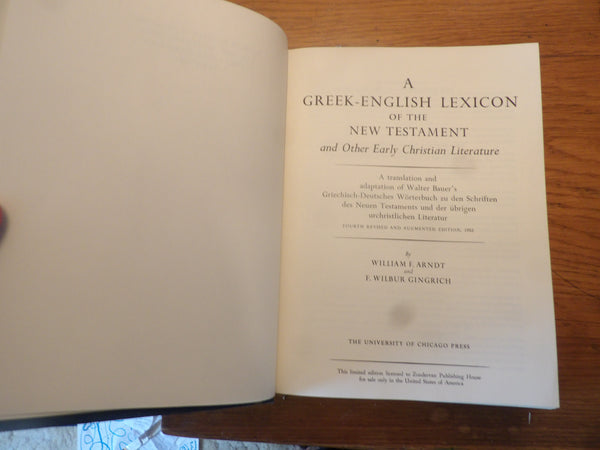 A
GREEK-ENGLISH LEXICON
OF THE
NEW TESTAMENT
and Other Early Christian Literature
A translation and
adaptation of Walter Bauer's
Griechisch-Deutsches Wörterbuch zu den Schriften
des Neuen Testaments und der übrigen
urchristlichen Literatur
FOURTH REVISED AND AUGMENTED EDITION, 1952
By
WILLIAM F. ARNDT
and
F. WILBUR GINGRICH
THE UNIVERSITY OF CHICAGO PRESS
This limited edition licensed to Zondervan Publishing House
for sale only in the United States of America